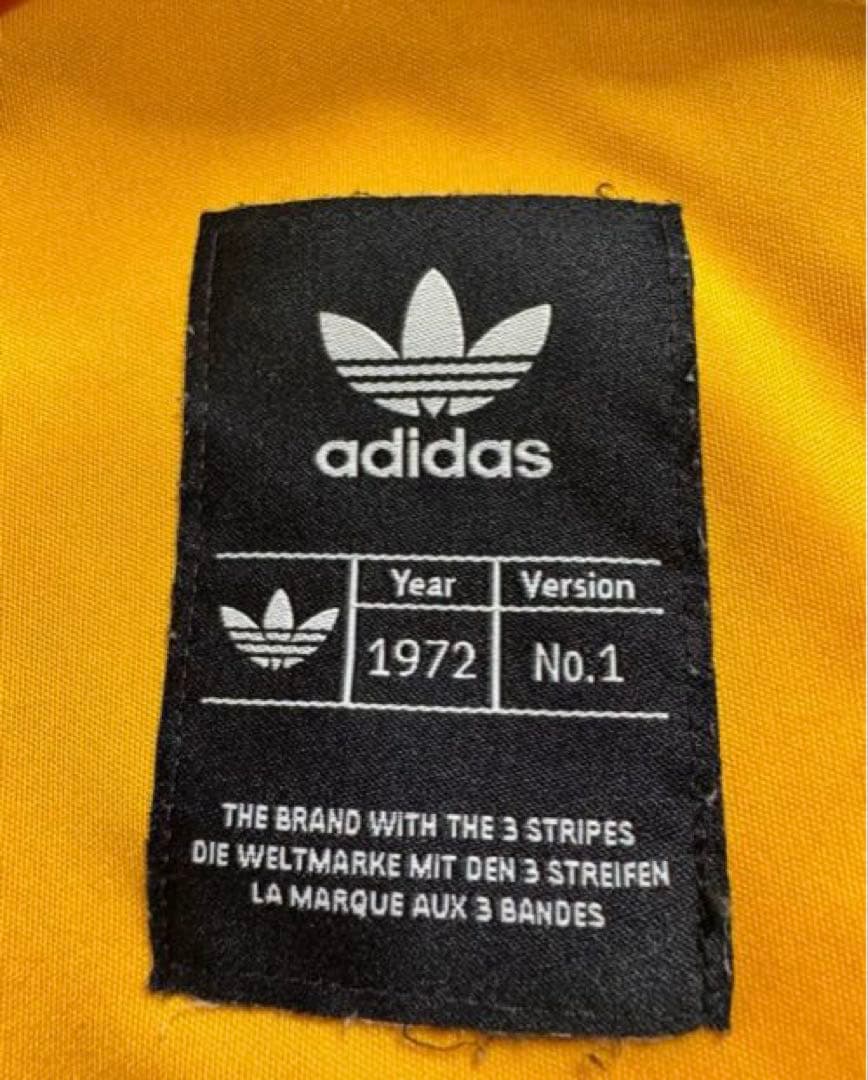 adidas
Year Version
1972 No.1
THE BRAND WITH THE 3 STRIPES
DIE WELTMARKE MIT DEN 3 STREIFEN
LA MARQUE AUX 3 BANDES